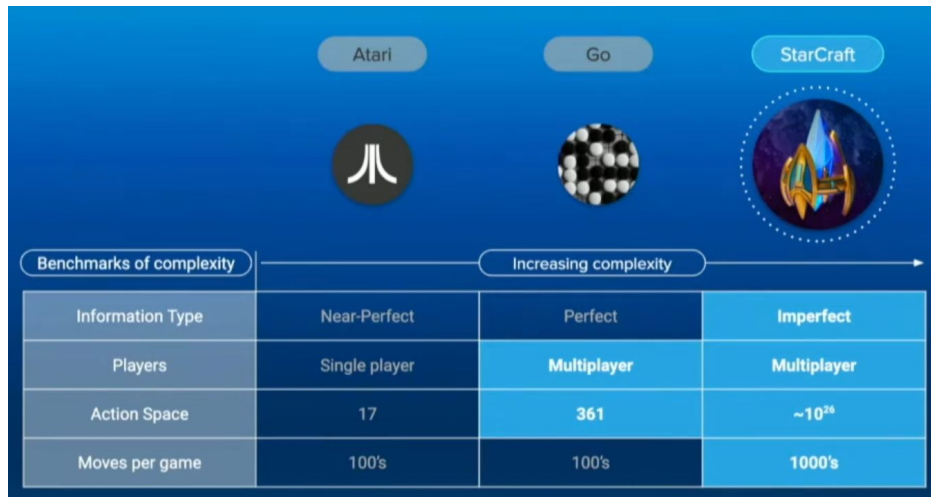 Atari
Go
StarCraft
Benchmarks of complexity
Increasing complexity
Information Type
Near-Perfect
Perfect
Imperfect
Players
Single player
Multiplayer
Multiplayer
Action Space
17
361
~10²⁶
Moves per game
100's
100's
1000's